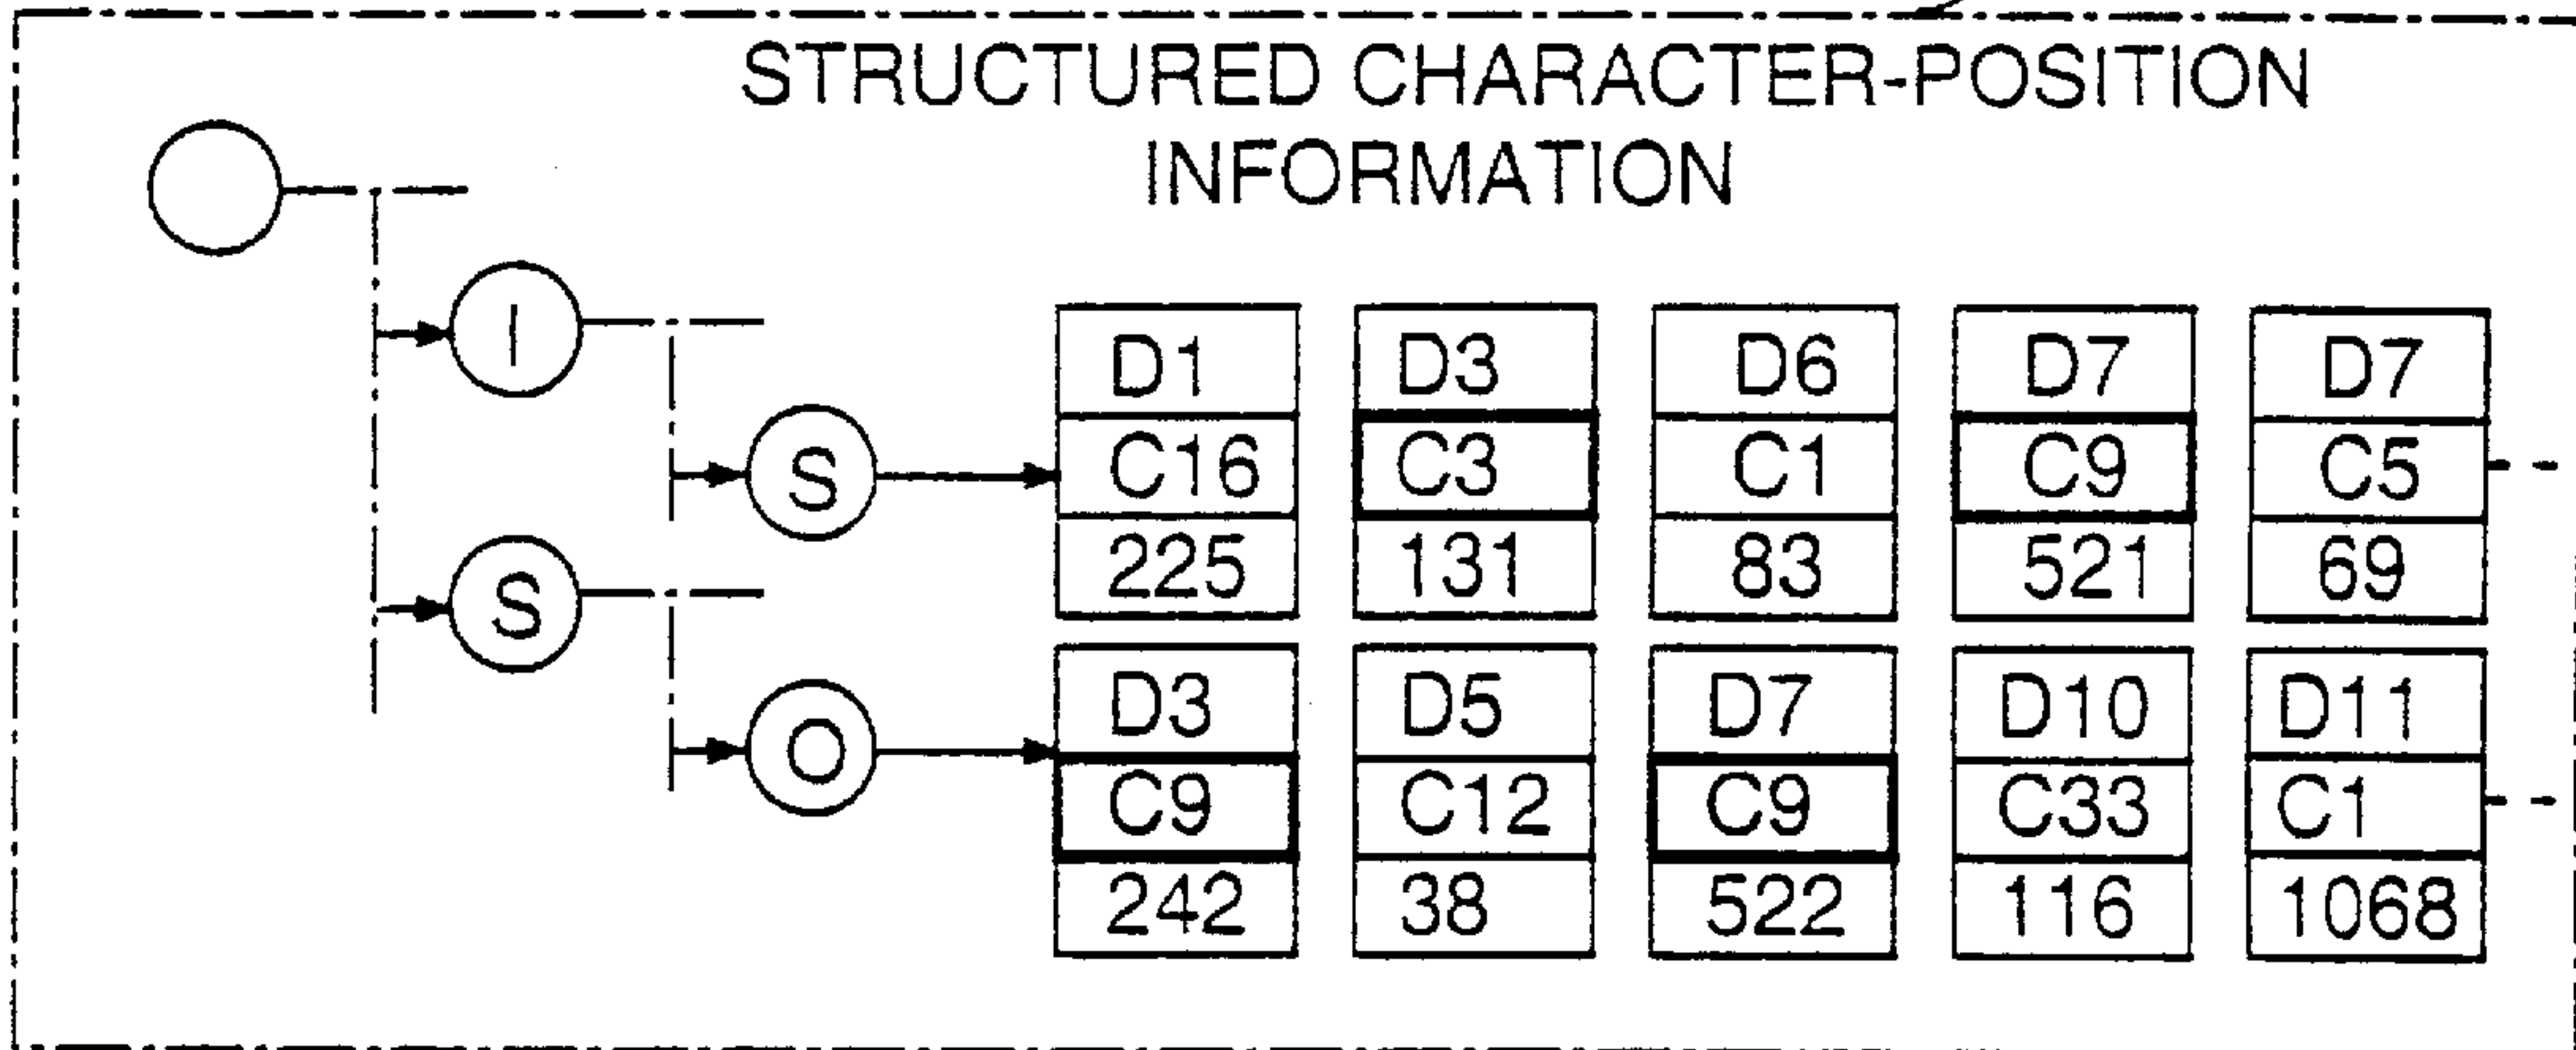 STRUCTURED CHARACTER-POSITION
INFORMATION
I
S
D1 D3 D6 D7 D7
C16 C3 C1 C9 C5
225 131 83 521 69
S
O
D3 D5 D7 D10 D11
C9 C12 C9 C33 C1
242 38 522 116 1068